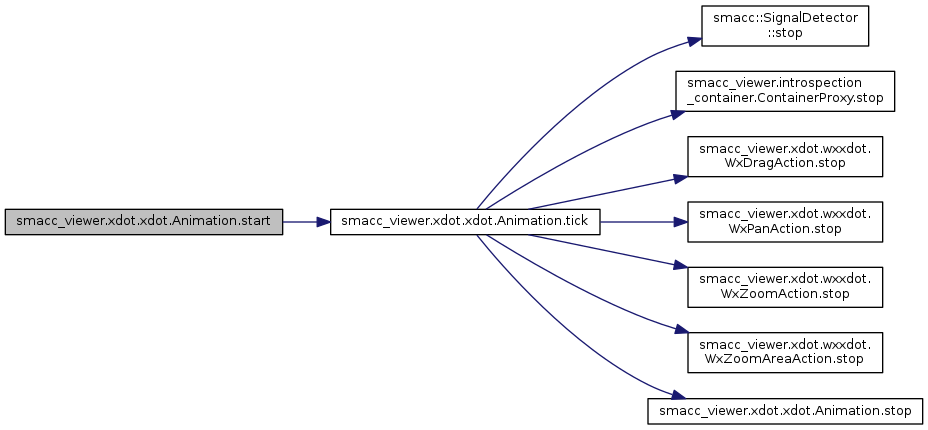 smacc_viewer.xdot.xdot.Animation.start
smacc_viewer.xdot.xdot.Animation.tick
smacc::SignalDetector
::stop
smacc_viewer.introspection
_container.ContainerProxy.stop
smacc_viewer.xdot.wxxdot.
WxDragAction.stop
smacc_viewer.xdot.wxxdot.
WxPanAction.stop
smacc_viewer.xdot.wxxdot.
WxZoomAction.stop
smacc_viewer.xdot.wxxdot.
WxZoomAreaAction.stop
smacc_viewer.xdot.xdot.Animation.stop